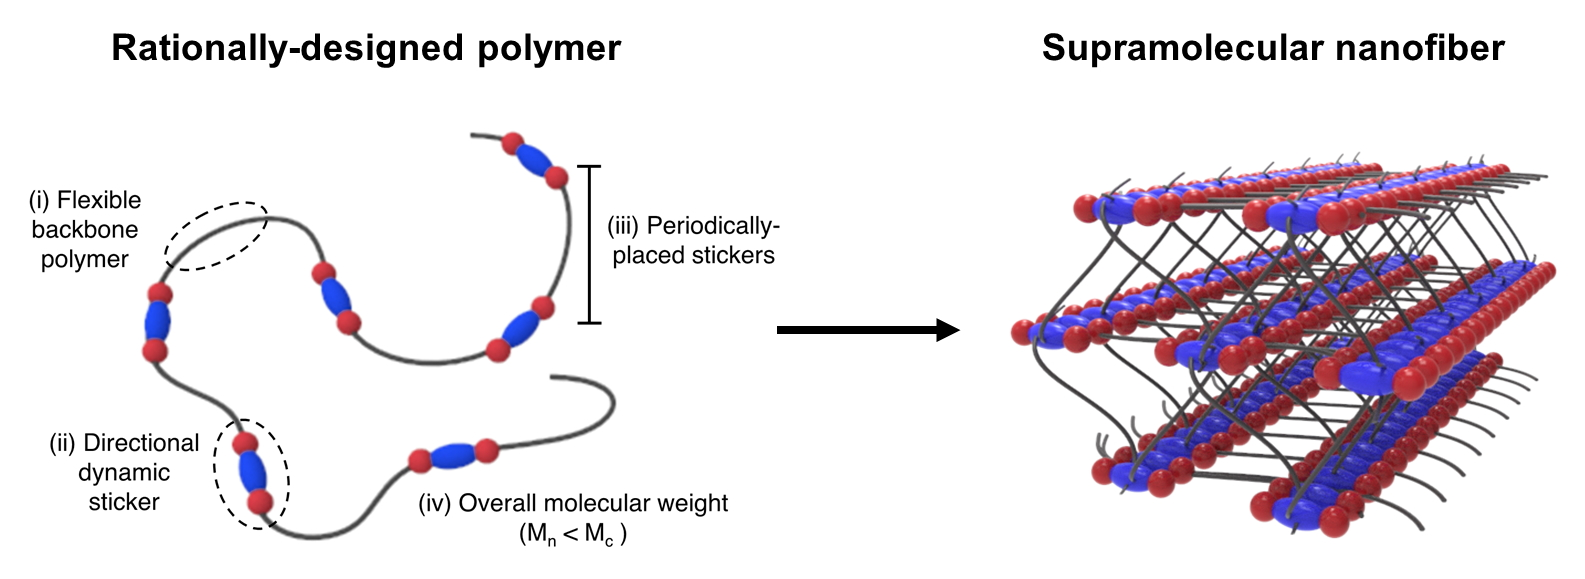 Rationally-designed polymer
Supramolecular nanofiber
(i) Flexible
backbone
polymer
(iii) Periodically-
placed stickers
(ii) Directional
dynamic
sticker
(iv) Overall molecular weight
(Mn < Mc )